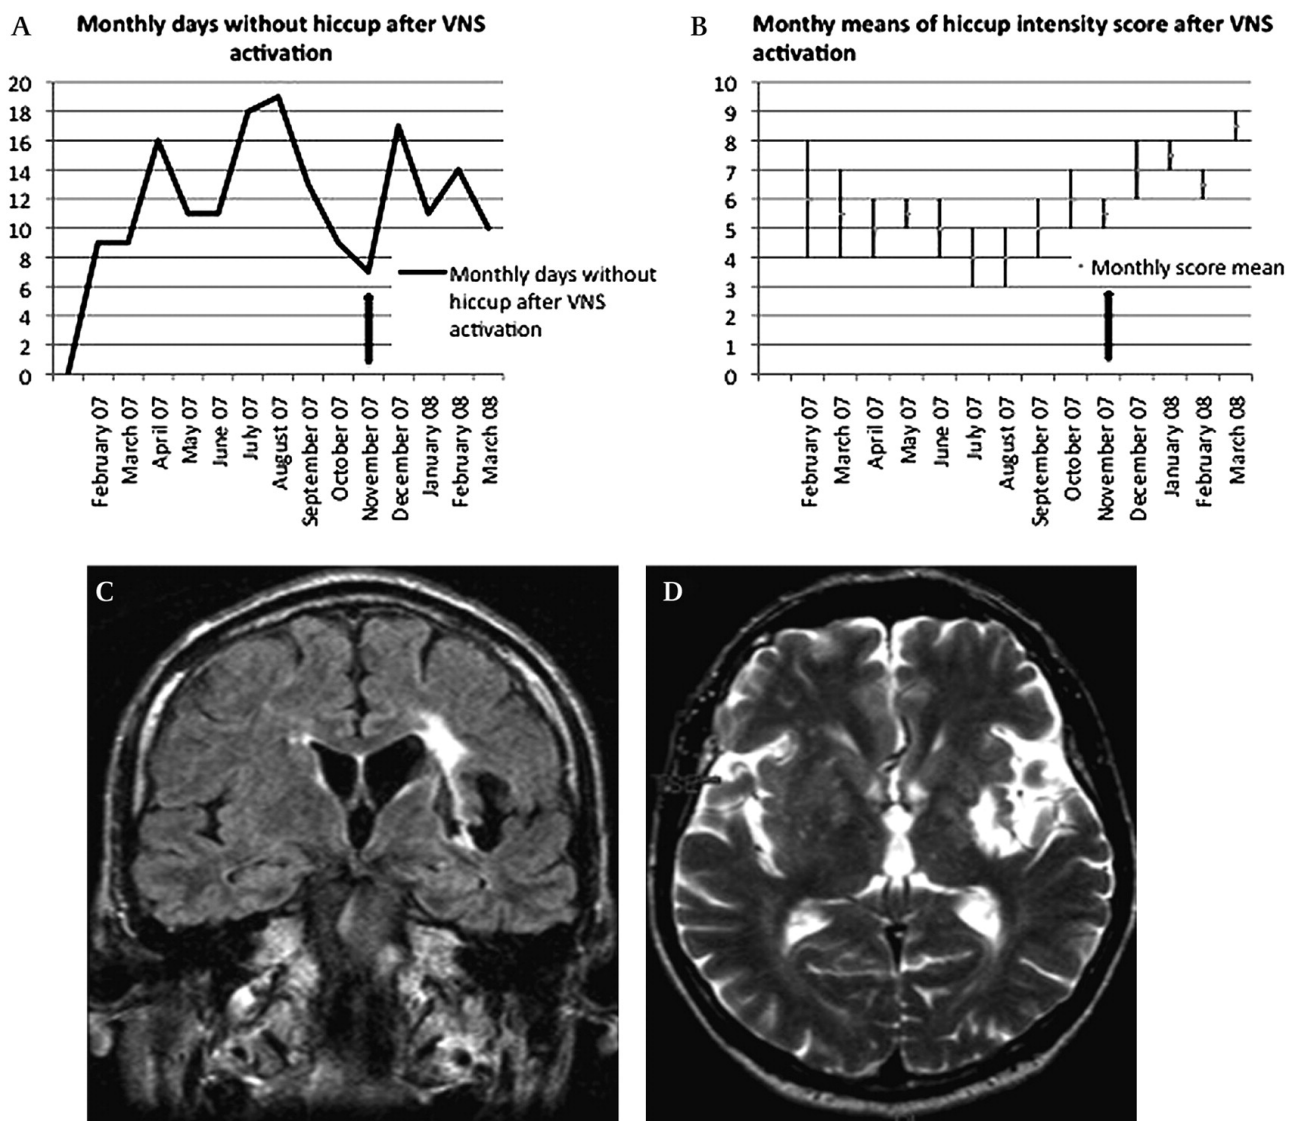 A
Monthly days without hiccup after VNS
activation
20
18
16
14
12
10
8
6
4
2
0
Monthly days without
hiccup after VNS
activation
February 07
March 07
April 07
May 07
June 07
July 07
August 07
September 07
October 07
November 07
December 07
January 08
February 08
March 08
B
Monthy means of hiccup intensity score after VNS
activation
10
9
8
7
6
5
4
3
2
1
0
Monthly score mean
February 07
March 07
April 07
May 07
June 07
July 07
August 07
September 07
October 07
November 07
December 07
January 08
February 08
March 08
C
D